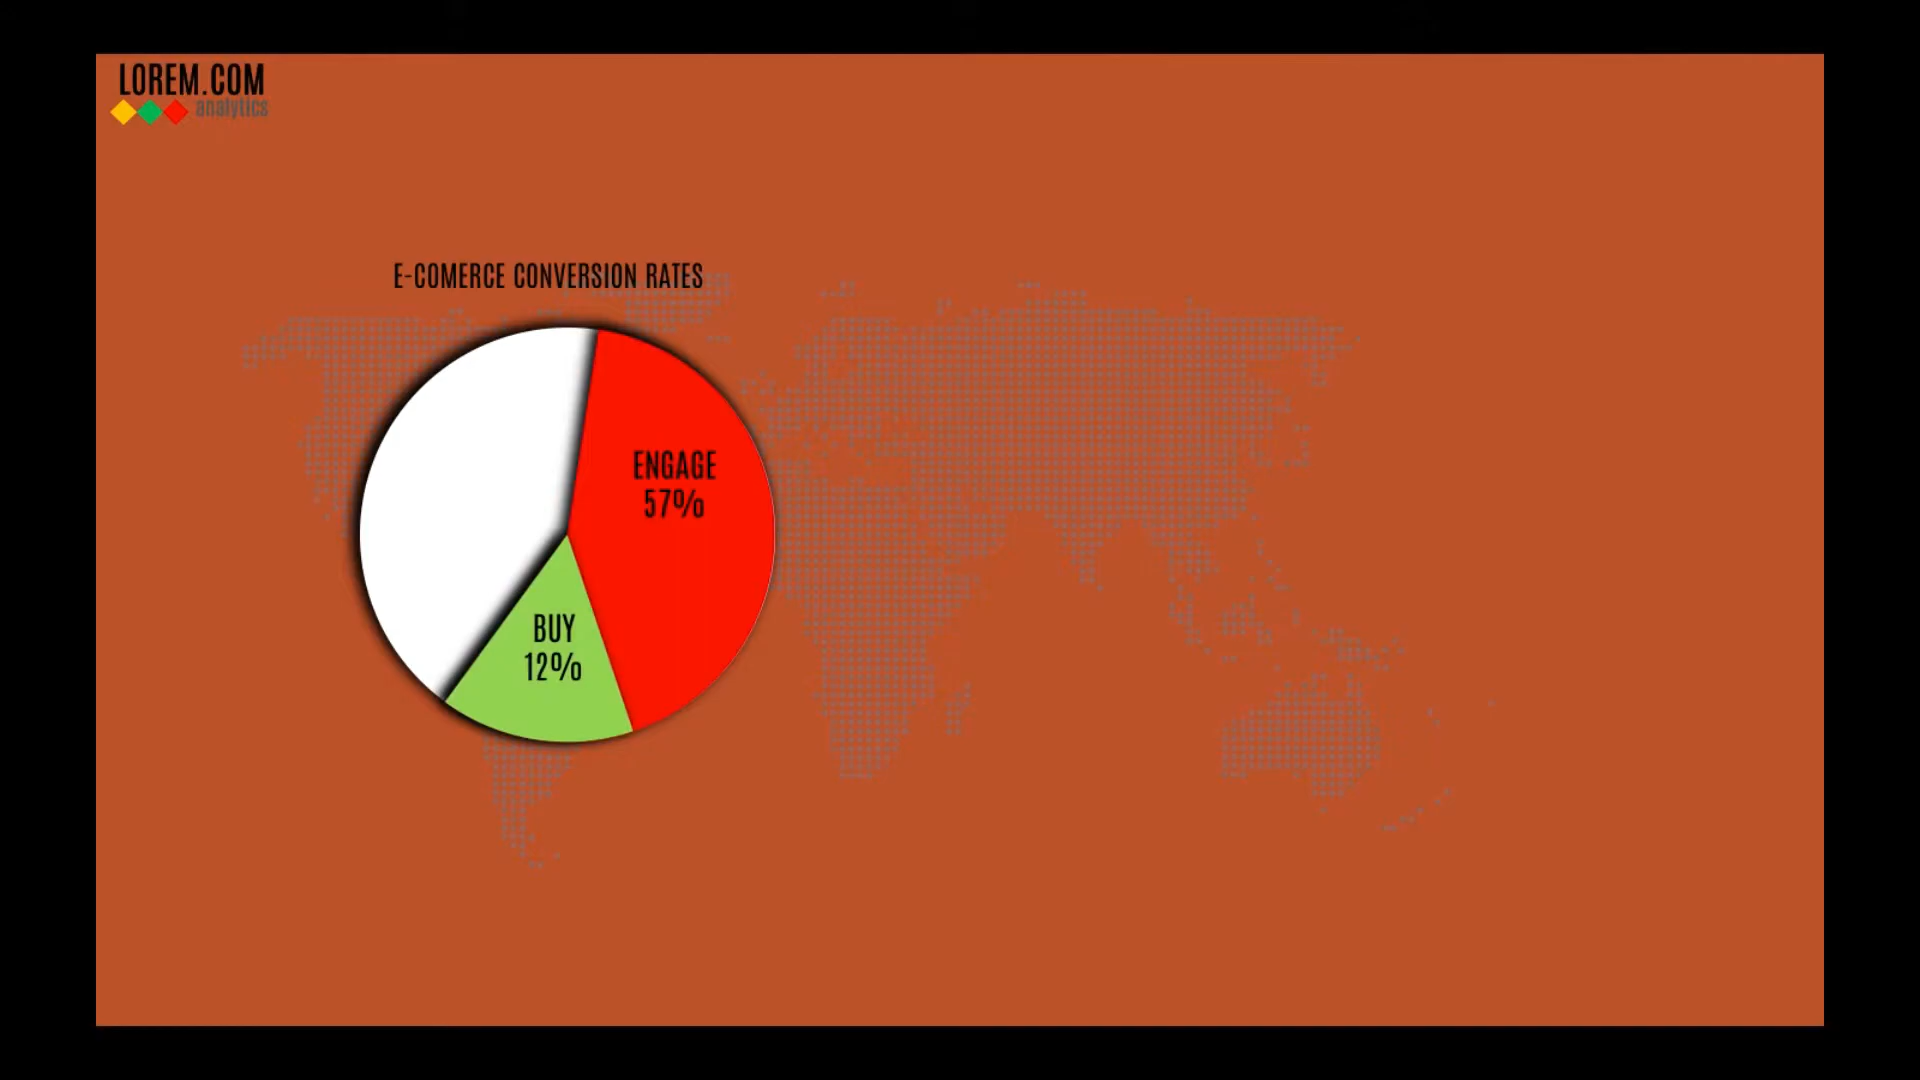 LOREM.COM
analytics
E-COMERCE CONVERSION RATES
ENGAGE
57%
BUY
12%